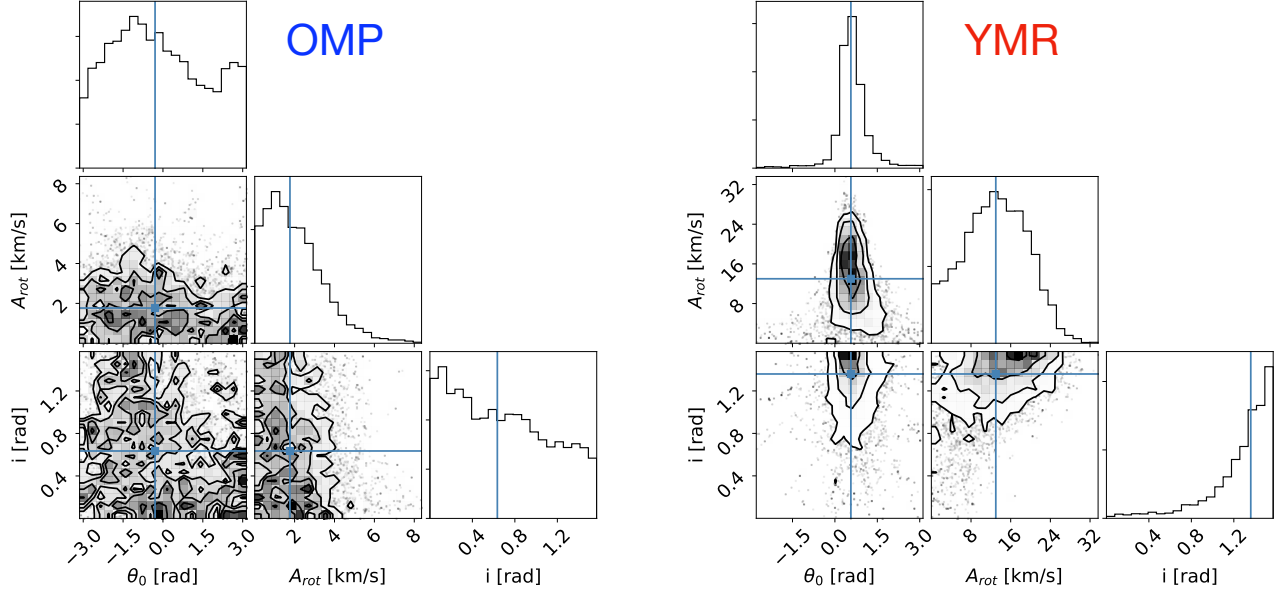 OMP
YMR
8
6
4
2
A_rot [km/s]
32
24
16
8
A_rot [km/s]
1.2
0.8
0.4
i [rad]
1.2
0.8
0.4
i [rad]
−3.0 −1.5 0.0 1.5 3.0
θ_0 [rad]
2 4 6 8
A_rot [km/s]
0.4 0.8 1.2
i [rad]
−1.5 0.0 1.5 3.0
θ_0 [rad]
8 16 24 32
A_rot [km/s]
0.4 0.8 1.2
i [rad]